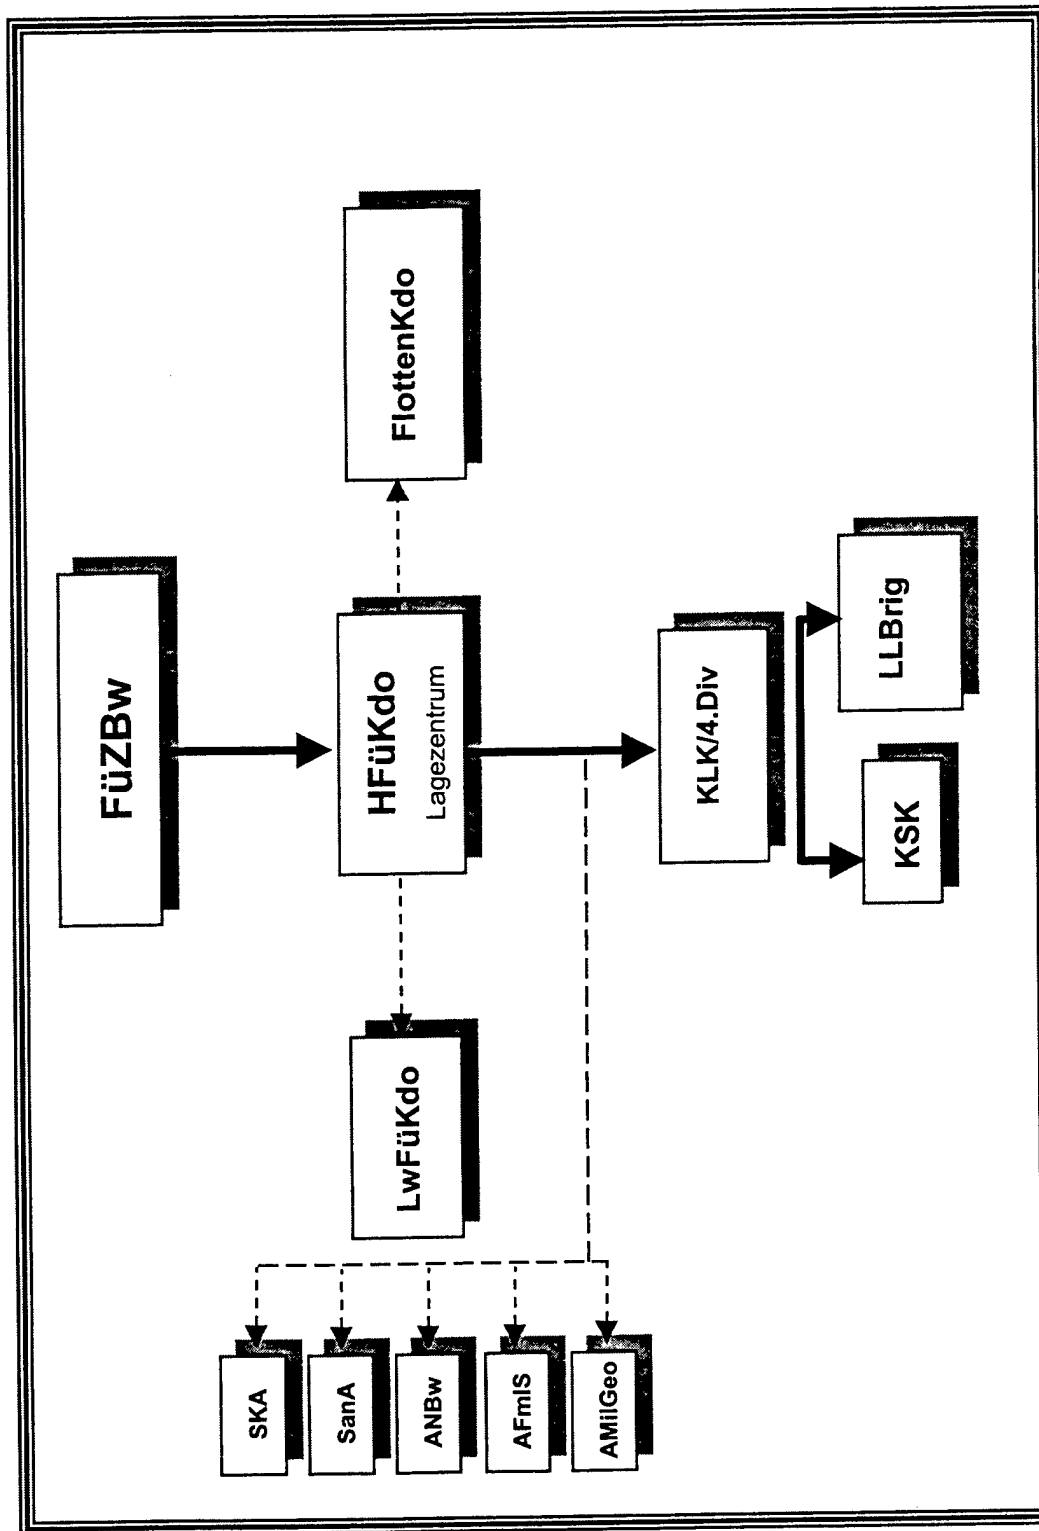 FüZBw
LwFüKdo
HFüKdo
Lagezentrum
FlottenKdo
SKA
SanA
ANBw
AFmIS
AMilGeo
KLK/4.Div
KSK
LLBrig